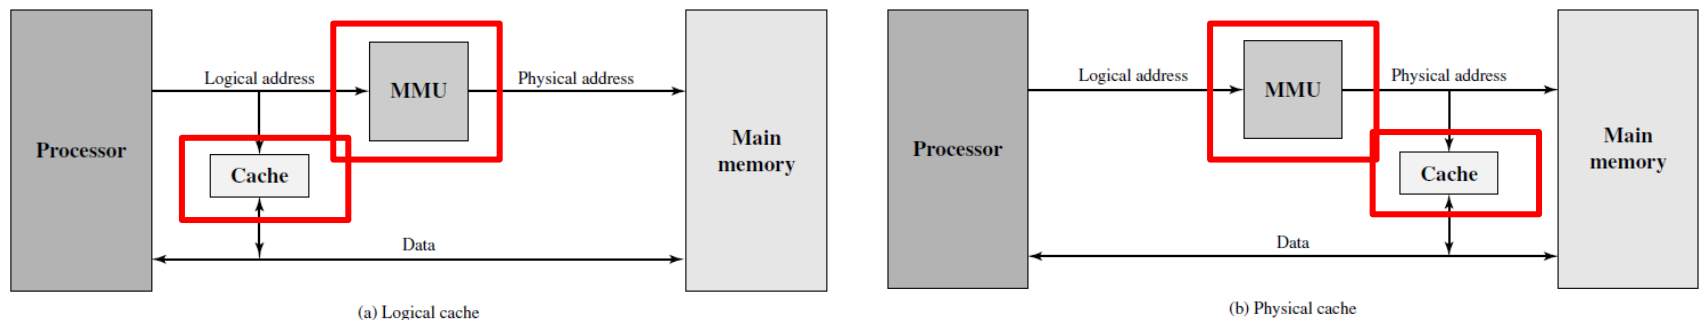 Logical address
MMU
Physical address
Processor
Cache
Main
memory
Data
(a) Logical cache
Logical address
MMU
Physical address
Processor
Cache
Main
memory
Data
(b) Physical cache